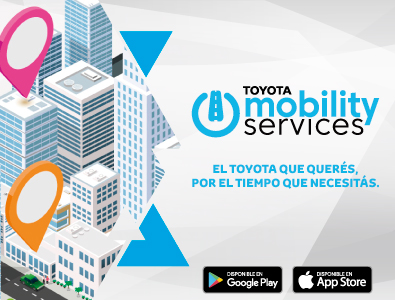 TOYOTA
mobility
services
EL TOYOTA QUE QUERÉS,
POR EL TIEMPO QUE NECESITÁS.
DISPONIBLE EN
Google Play
DISPONIBLE EN
App Store